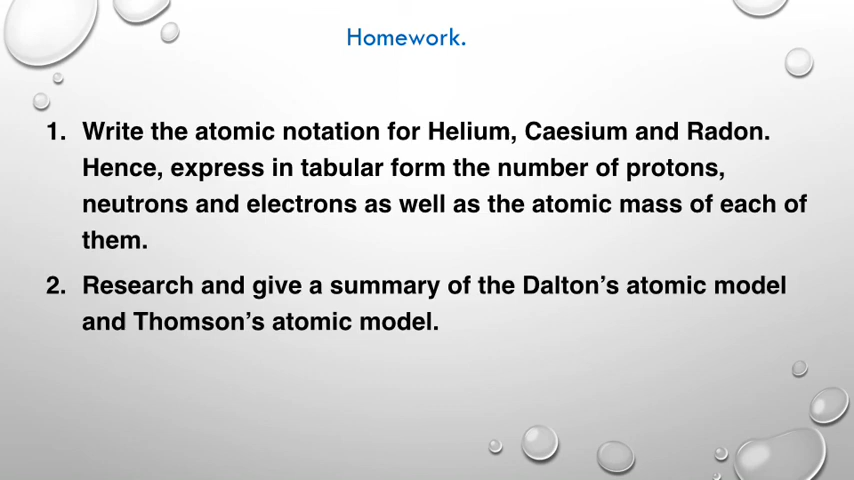 Homework.
1. Write the atomic notation for Helium, Caesium and Radon.
Hence, express in tabular form the number of protons,
neutrons and electrons as well as the atomic mass of each of
them.
2. Research and give a summary of the Dalton’s atomic model
and Thomson’s atomic model.